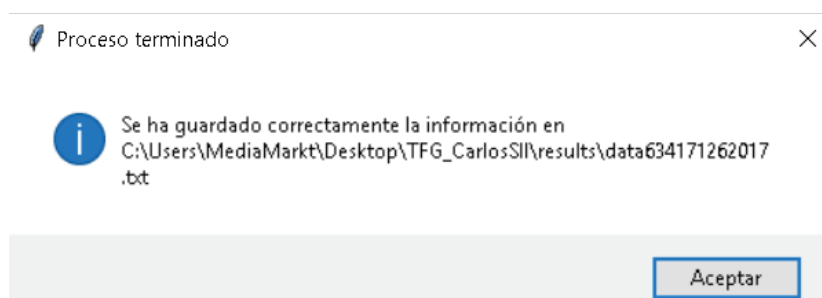 Proceso terminado
Se ha guardado correctamente la información en
C:\Users\MediaMarkt\Desktop\TFG_CarlosSII\results\data634171262017
.txt
Aceptar